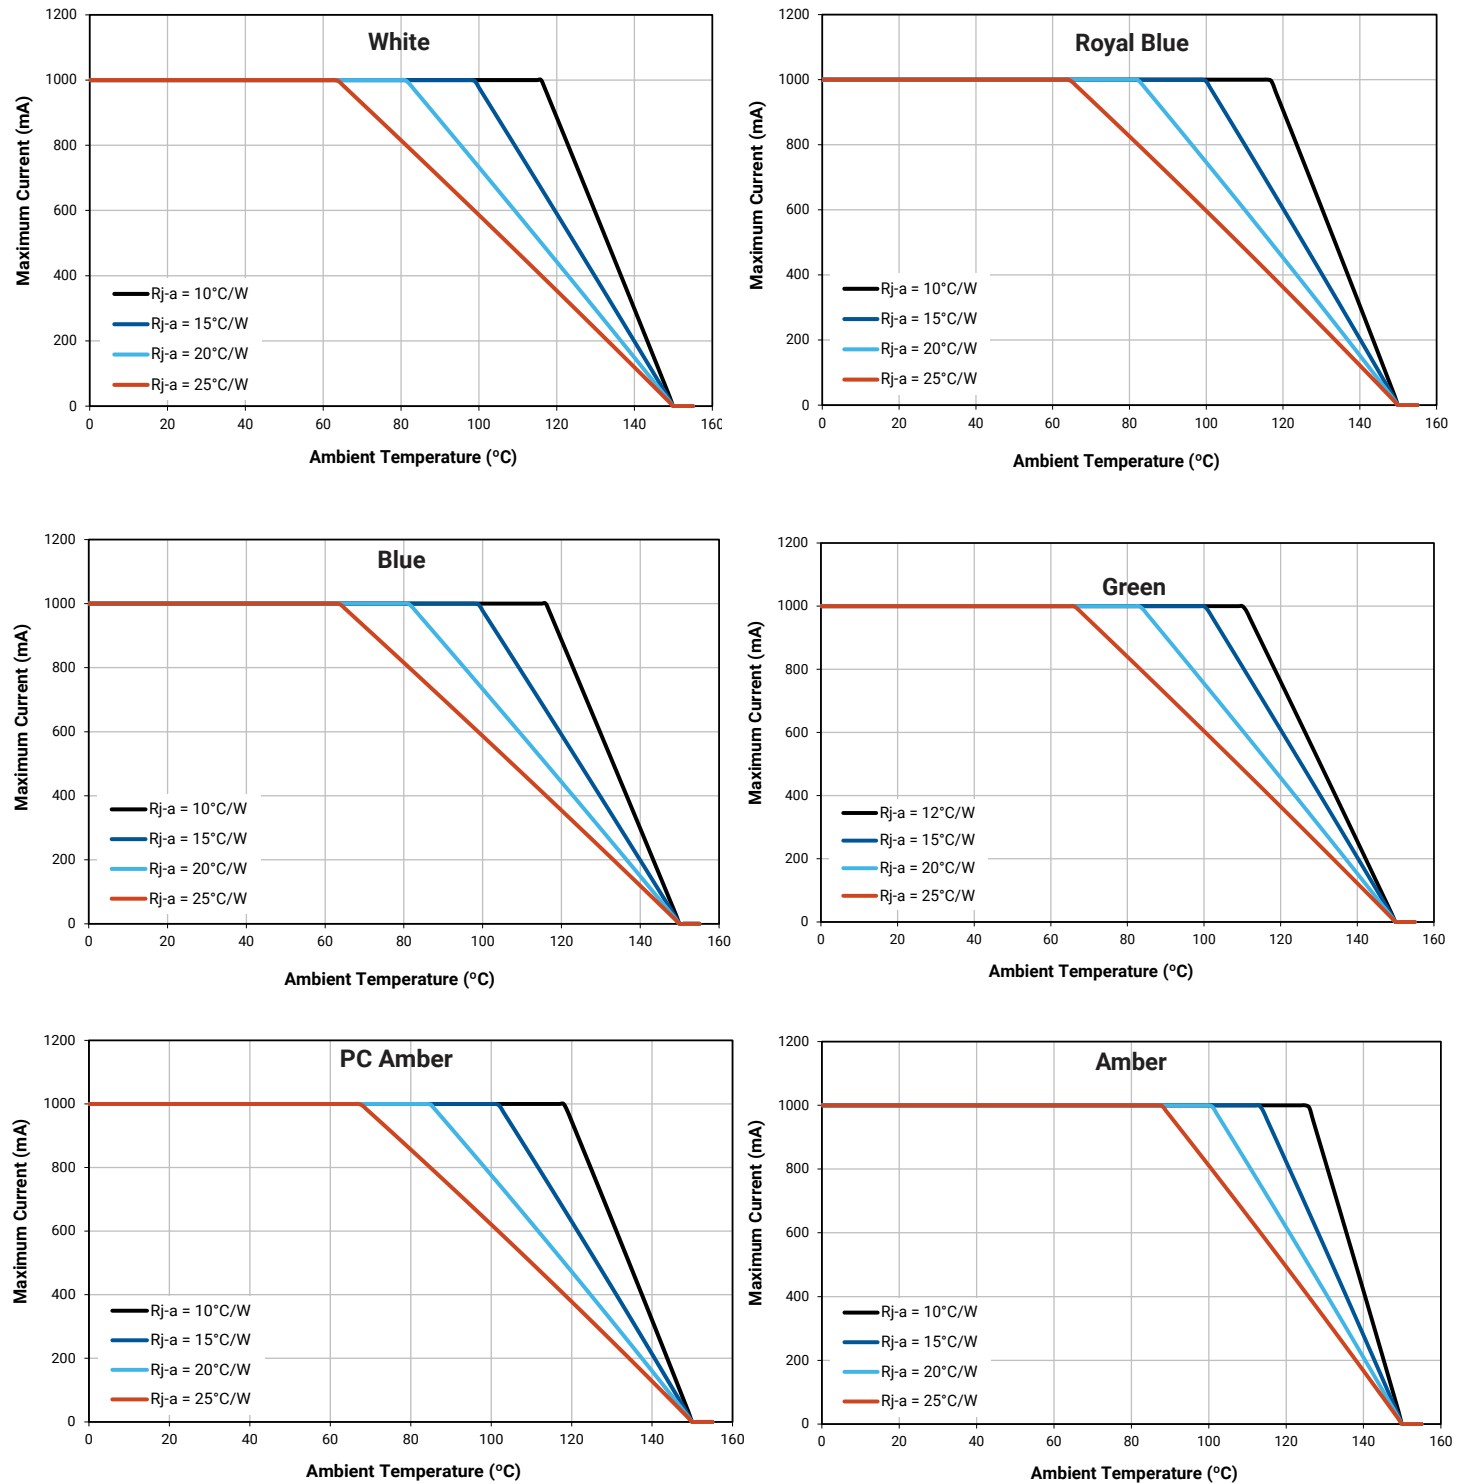 White
1200
1000
800
600
400
200
0
Maximum Current (mA)
Rj-a = 10°C/W
Rj-a = 15°C/W
Rj-a = 20°C/W
Rj-a = 25°C/W
0 20 40 60 80 100 120 140 160
Ambient Temperature (ºC)
Royal Blue
1200
1000
800
600
400
200
0
Maximum Current (mA)
Rj-a = 10°C/W
Rj-a = 15°C/W
Rj-a = 20°C/W
Rj-a = 25°C/W
0 20 40 60 80 100 120 140 160
Ambient Temperature (ºC)
Blue
1200
1000
800
600
400
200
0
Maximum Current (mA)
Rj-a = 10°C/W
Rj-a = 15°C/W
Rj-a = 20°C/W
Rj-a = 25°C/W
0 20 40 60 80 100 120 140 160
Ambient Temperature (ºC)
Green
1200
1000
800
600
400
200
0
Maximum Current (mA)
Rj-a = 12°C/W
Rj-a = 15°C/W
Rj-a = 20°C/W
Rj-a = 25°C/W
0 20 40 60 80 100 120 140 160
Ambient Temperature (ºC)
PC Amber
1200
1000
800
600
400
200
0
Maximum Current (mA)
Rj-a = 10°C/W
Rj-a = 15°C/W
Rj-a = 20°C/W
Rj-a = 25°C/W
0 20 40 60 80 100 120 140 160
Ambient Temperature (ºC)
Amber
1200
1000
800
600
400
200
0
Maximum Current (mA)
Rj-a = 10°C/W
Rj-a = 15°C/W
Rj-a = 20°C/W
Rj-a = 25°C/W
0 20 40 60 80 100 120 140 160
Ambient Temperature (ºC)